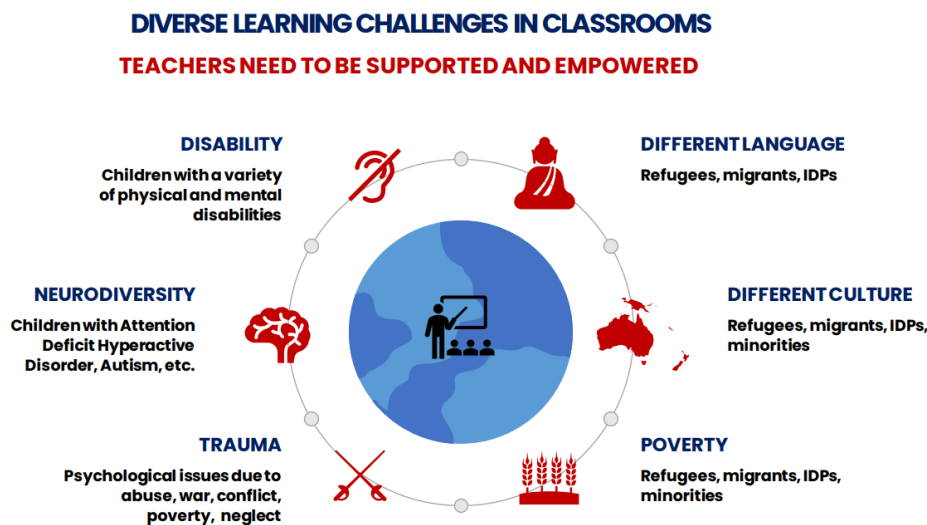 DIVERSE LEARNING CHALLENGES IN CLASSROOMS
TEACHERS NEED TO BE SUPPORTED AND EMPOWERED
DISABILITY
Children with a variety
of physical and mental
disabilities
DIFFERENT LANGUAGE
Refugees, migrants, IDPs
NEURODIVERSITY
Children with Attention
Deficit Hyperactive
Disorder, Autism, etc.
DIFFERENT CULTURE
Refugees, migrants, IDPs,
minorities
TRAUMA
Psychological issues due to
abuse, war, conflict,
poverty, neglect
POVERTY
Refugees, migrants, IDPs,
minorities